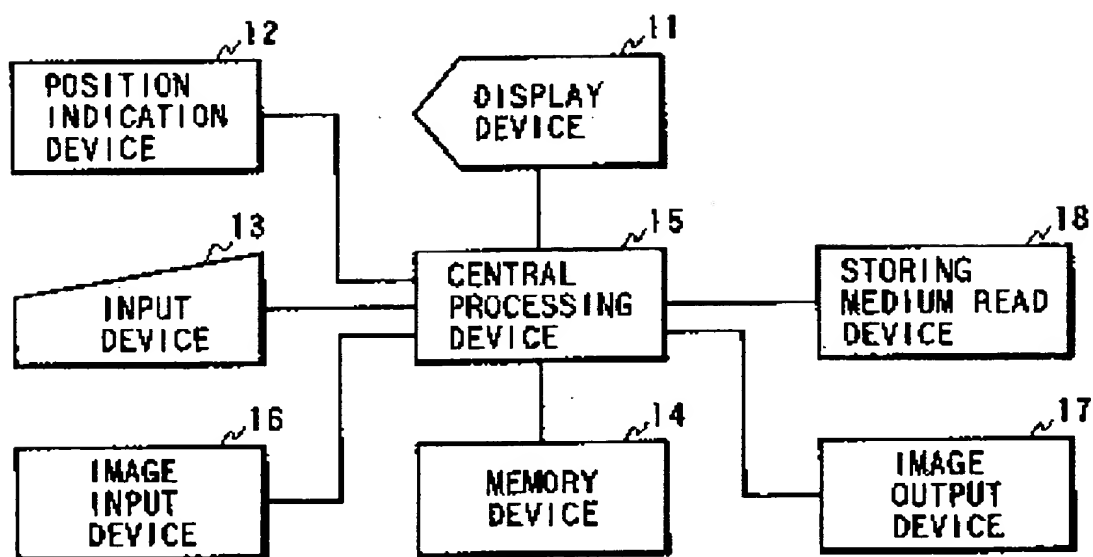 12
POSITION
INDICATION
DEVICE
11
DISPLAY
DEVICE
13
INPUT
DEVICE
15
CENTRAL
PROCESSING
DEVICE
18
STORING
MEDIUM READ
DEVICE
16
IMAGE
INPUT
DEVICE
14
MEMORY
DEVICE
17
IMAGE
OUTPUT
DEVICE